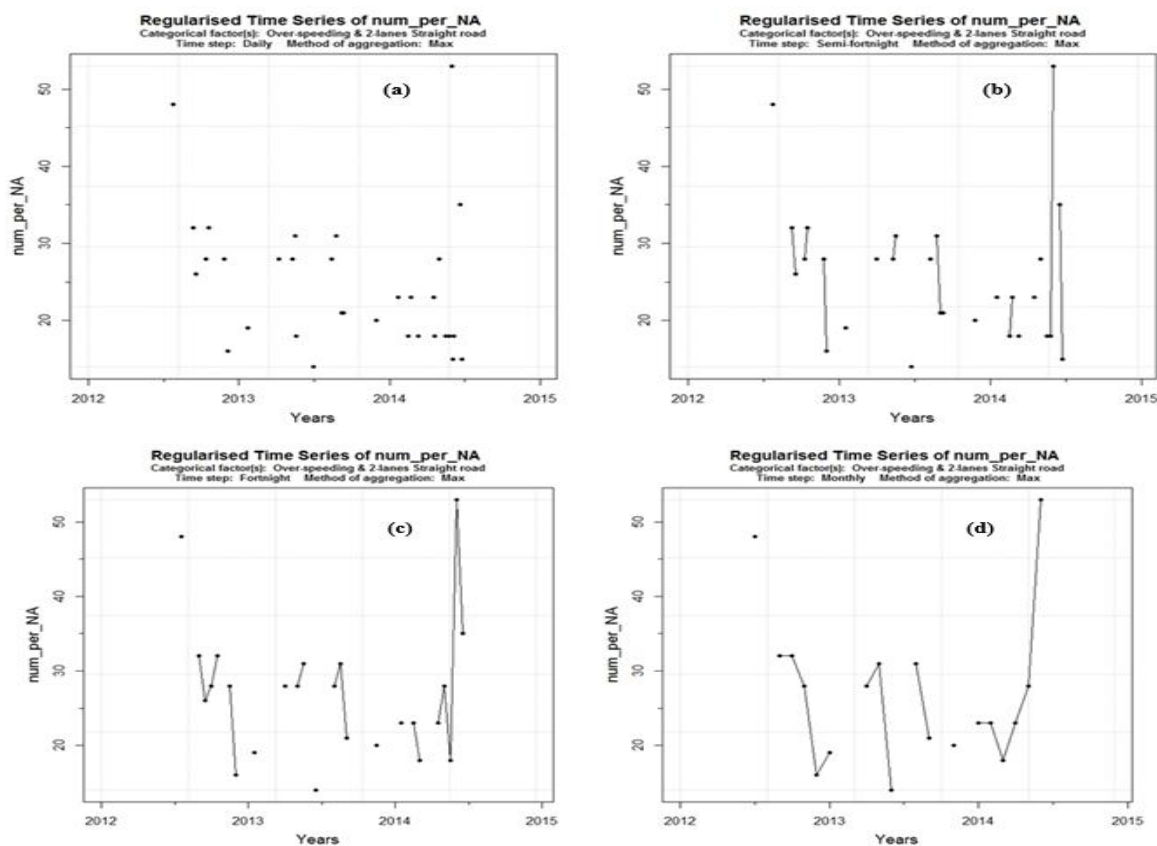 Regularised Time Series of num_per_NA
Categorical factor(s): Over-speeding & 2-lanes Straight road
Time step: Daily Method of aggregation: Max
(a)
num_per_NA
50
40
30
20
2012 2013 2014 2015
Years
Regularised Time Series of num_per_NA
Categorical factor(s): Over-speeding & 2-lanes Straight road
Time step: Semi-fortnight Method of aggregation: Max
(b)
num_per_NA
50
40
30
20
2012 2013 2014 2015
Years
Regularised Time Series of num_per_NA
Categorical factor(s): Over-speeding & 2-lanes Straight road
Time step: Fortnight Method of aggregation: Max
(c)
num_per_NA
50
40
30
20
2012 2013 2014 2015
Years
Regularised Time Series of num_per_NA
Categorical factor(s): Over-speeding & 2-lanes Straight road
Time step: Monthly Method of aggregation: Max
(d)
num_per_NA
50
40
30
20
2012 2013 2014 2015
Years